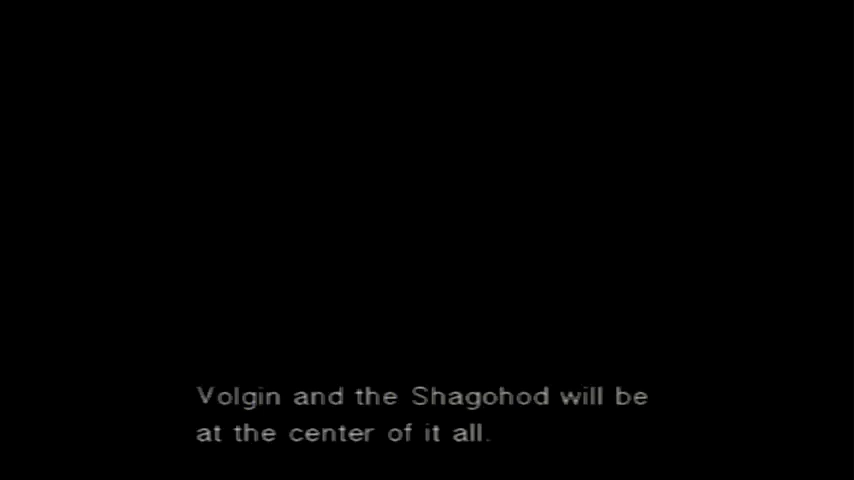 Volgin and the Shagohod will be
at the center of it all.